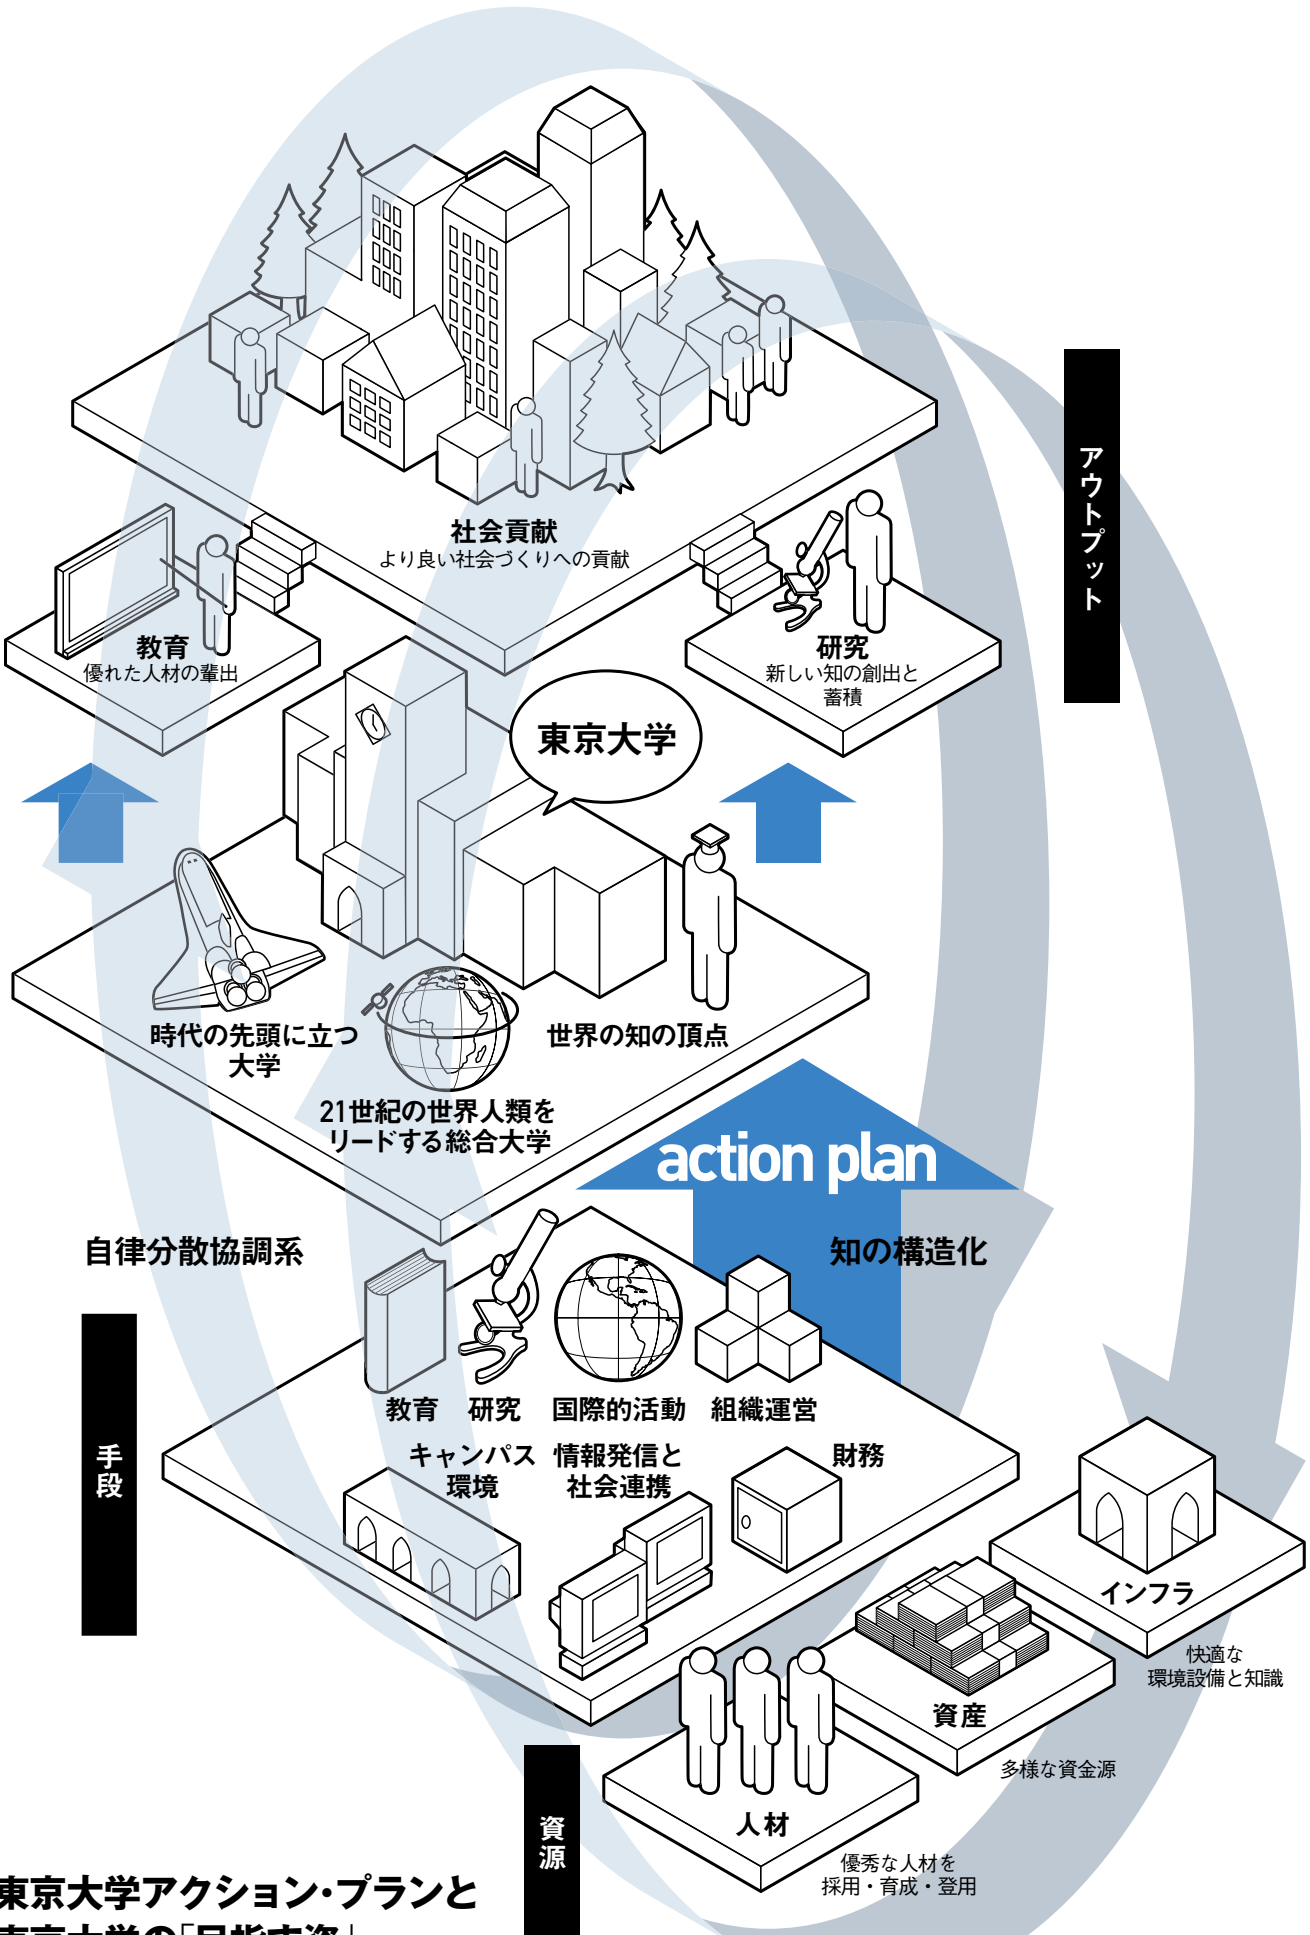 アウトプット
社会貢献
より良い社会づくりへの貢献
教育
優れた人材の輩出
研究
新しい知の創出と
蓄積
東京大学
時代の先頭に立つ
大学
世界の知の頂点
21世紀の世界人類を
リードする総合大学
action plan
自律分散協調系
知の構造化
手段
教育
研究
国際的活動
組織運営
キャンパス
環境
情報発信と
社会連携
財務
インフラ
快適な
環境設備と知識
資産
多様な資金源
人材
優秀な人材を
採用・育成・登用
資源
東京大学アクション・プランと
東京大学の「目指す姿」